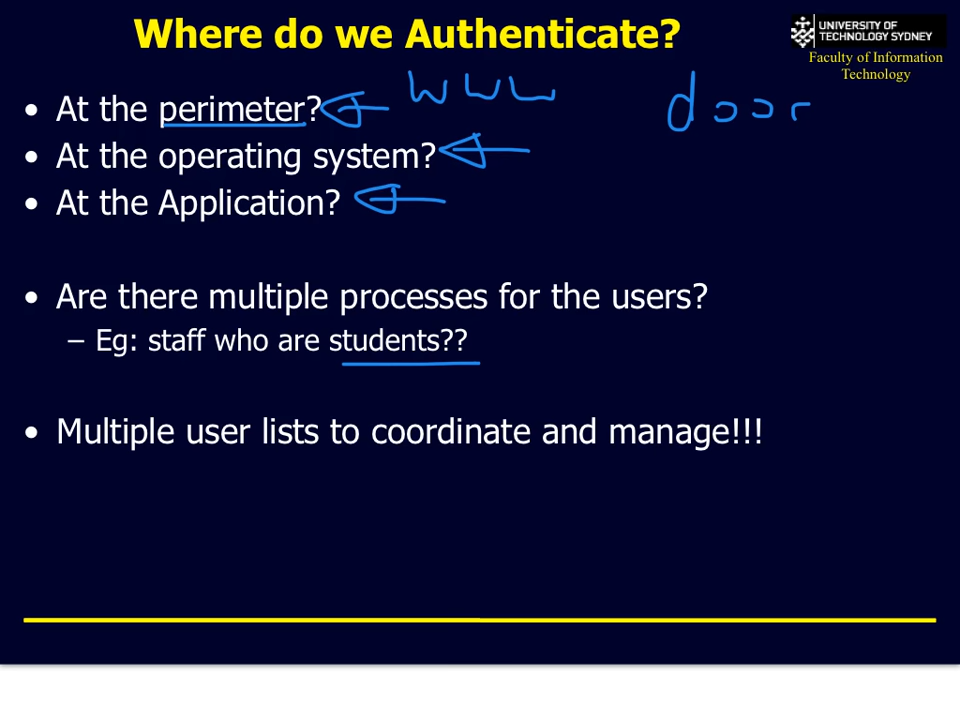 Where do we Authenticate?
UNIVERSITY OF
TECHNOLOGY SYDNEY
Faculty of Information
Technology
www
door
• At the perimeter?
• At the operating system?
• At the Application?
• Are there multiple processes for the users?
– Eg: staff who are students??
• Multiple user lists to coordinate and manage!!!